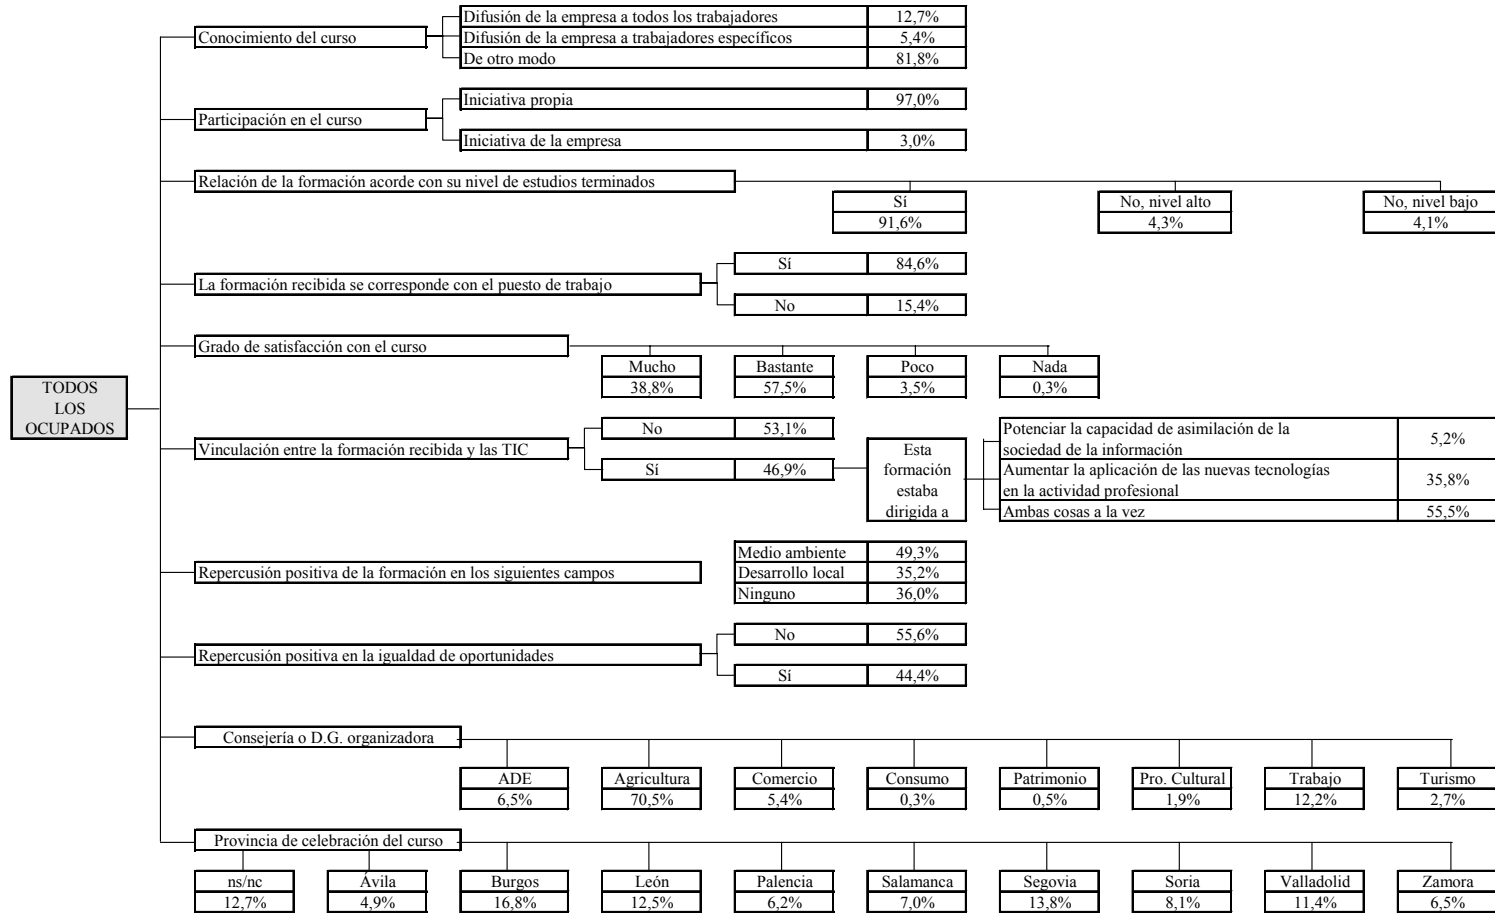 Difusión de la empresa a todos los trabajadores 12,7%
Conocimiento del curso Difusión de la empresa a trabajadores específicos 5,4%
De otro modo 81,8%
Iniciativa propia 97,0%
Participación en el curso
Iniciativa de la empresa 3,0%
Relación de la formación acorde con su nivel de estudios terminados
Sí No, nivel alto No, nivel bajo
91,6% 4,3% 4,1%
Sí 84,6%
La formación recibida se corresponde con el puesto de trabajo
No 15,4%
Grado de satisfacción con el curso
Mucho Bastante Poco Nada
38,8% 57,5% 3,5% 0,3%
TODOS
LOS
OCUPADOS
No 53,1%
Vinculación entre la formación recibida y las TIC
Sí 46,9%
Esta
formación
estaba
dirigida a
Potenciar la capacidad de asimilación de la
sociedad de la información 5,2%
Aumentar la aplicación de las nuevas tecnologías
en la actividad profesional 35,8%
Ambas cosas a la vez 55,5%
Medio ambiente 49,3%
Repercusión positiva de la formación en los siguientes campos Desarrollo local 35,2%
Ninguno 36,0%
No 55,6%
Repercusión positiva en la igualdad de oportunidades
Sí 44,4%
Consejería o D.G. organizadora
ADE Agricultura Comercio Consumo Patrimonio Pro. Cultural Trabajo Turismo
6,5% 70,5% 5,4% 0,3% 0,5% 1,9% 12,2% 2,7%
Provincia de celebración del curso
ns/nc Ávila Burgos León Palencia Salamanca Segovia Soria Valladolid Zamora
12,7% 4,9% 16,8% 12,5% 6,2% 7,0% 13,8% 8,1% 11,4% 6,5%